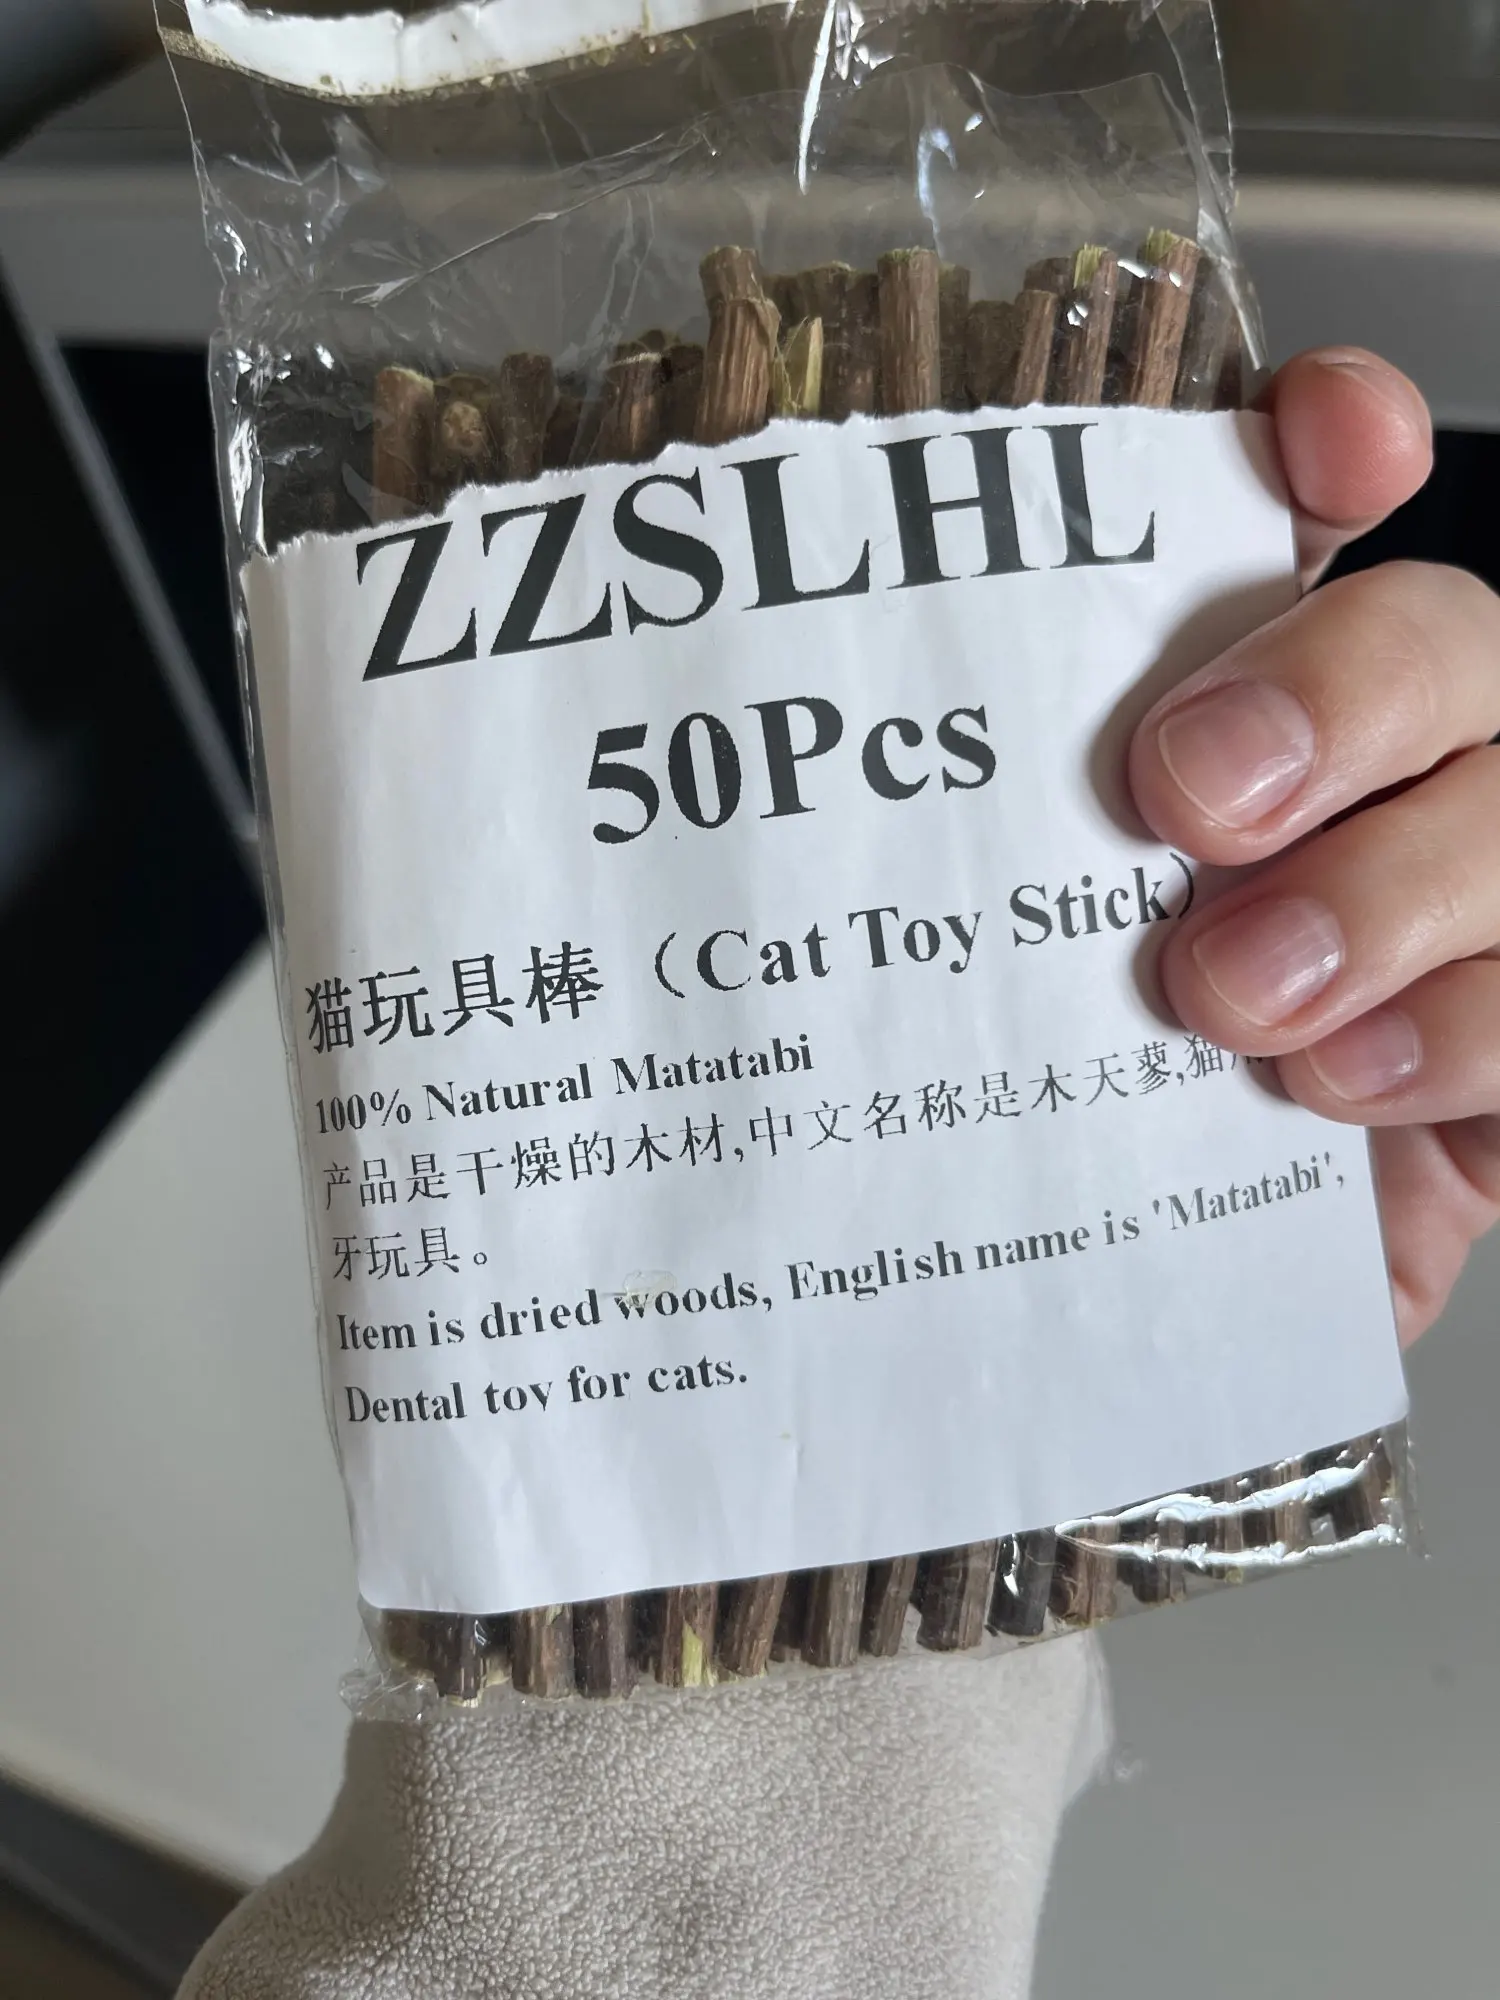 ZZSLHL
50Pcs
猫玩具棒（Cat Toy Stick）
100% Natural Matatabi
产品是干燥的木材,中文名称是木天蓼,猫
牙玩具。
Item is dried woods, English name is 'Matatabi',
Dental toy for cats.